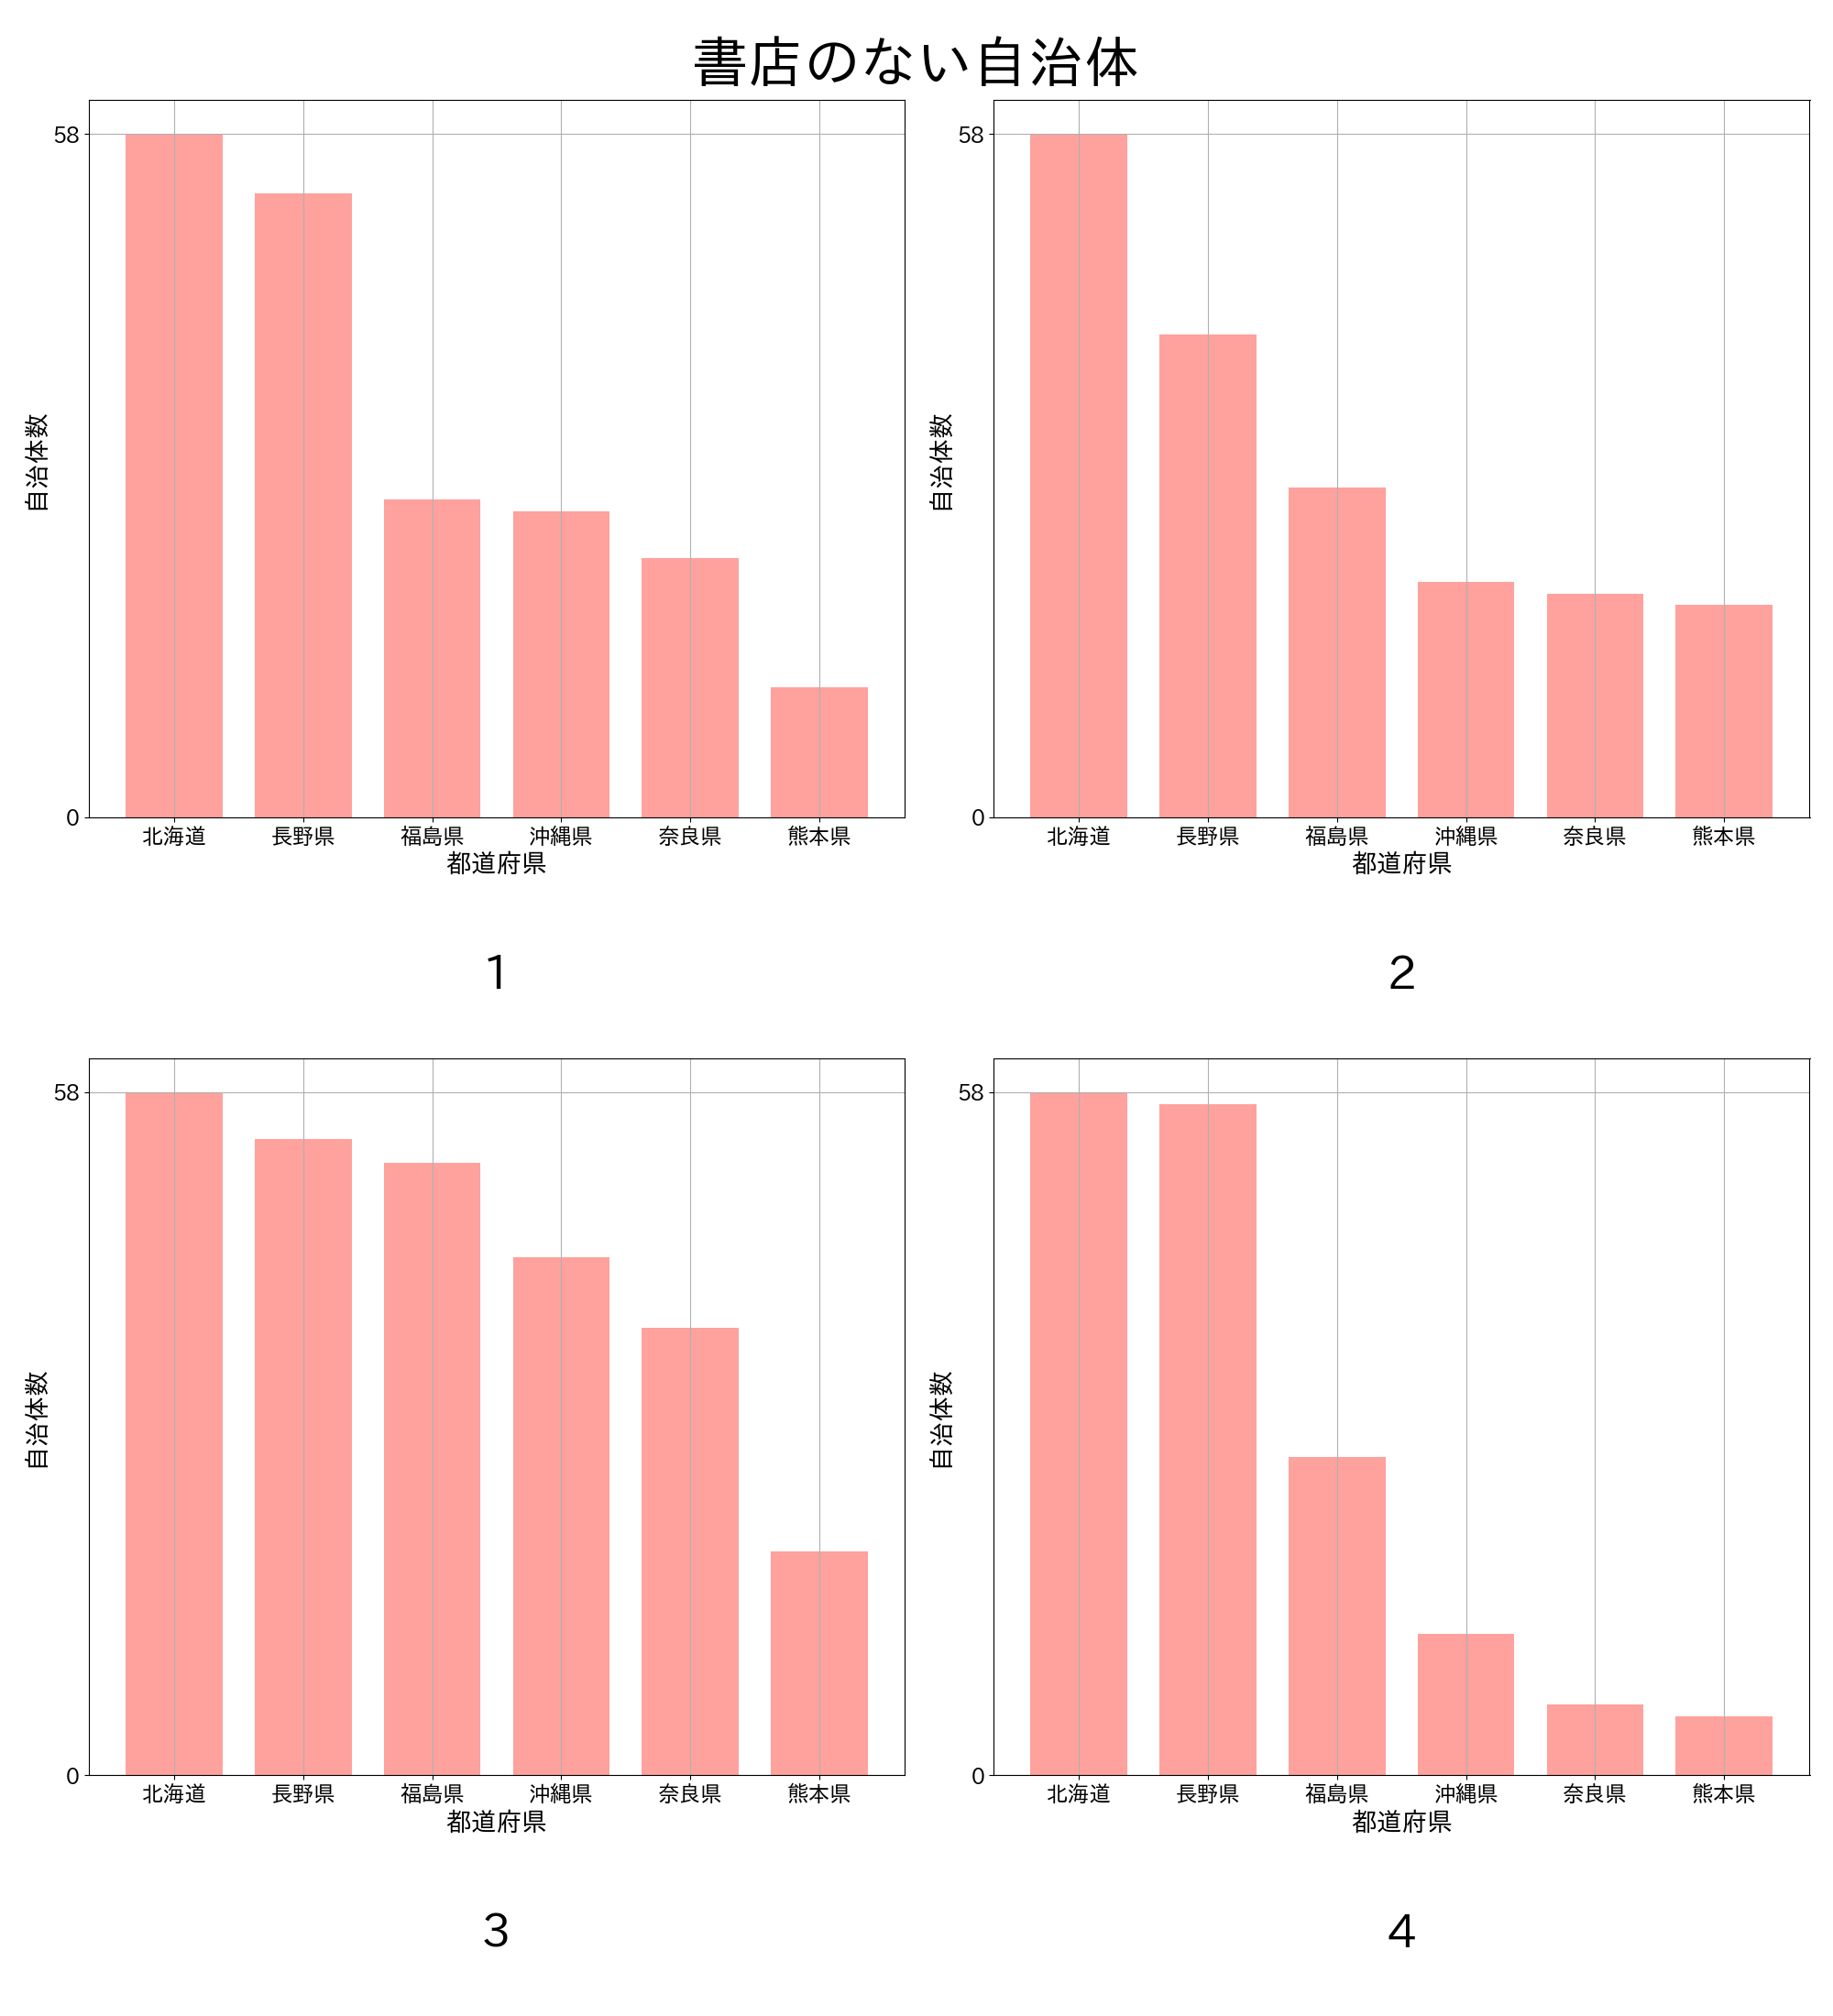 書店のない自治体
58
0
自治体数
北海道 長野県 福島県 沖縄県 奈良県 熊本県
都道府県
1
58
0
自治体数
北海道 長野県 福島県 沖縄県 奈良県 熊本県
都道府県
2
58
0
自治体数
北海道 長野県 福島県 沖縄県 奈良県 熊本県
都道府県
3
58
0
自治体数
北海道 長野県 福島県 沖縄県 奈良県 熊本県
都道府県
4